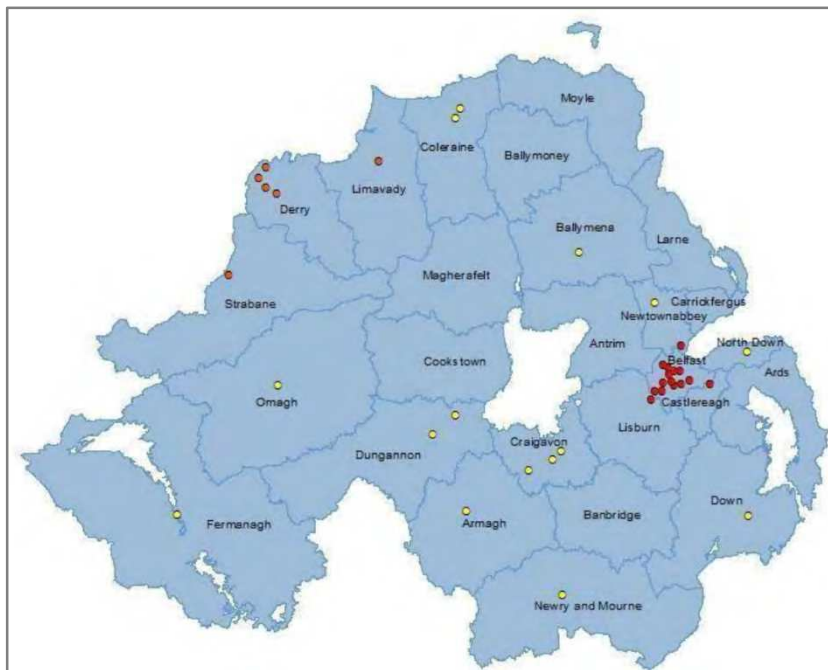 Moyle
Coleraine
Ballymoney
Limavady
Derry
Ballymena
Larne
Magherafelt
Strabane
Carrickfergus
Newtownabbey
Antrim
North Down
Belfast
Cookstown
Ards
Omagh
Castlereagh
Lisburn
Craigavon
Dungannon
Down
Fermanagh
Armagh
Banbridge
Newry and Mourne